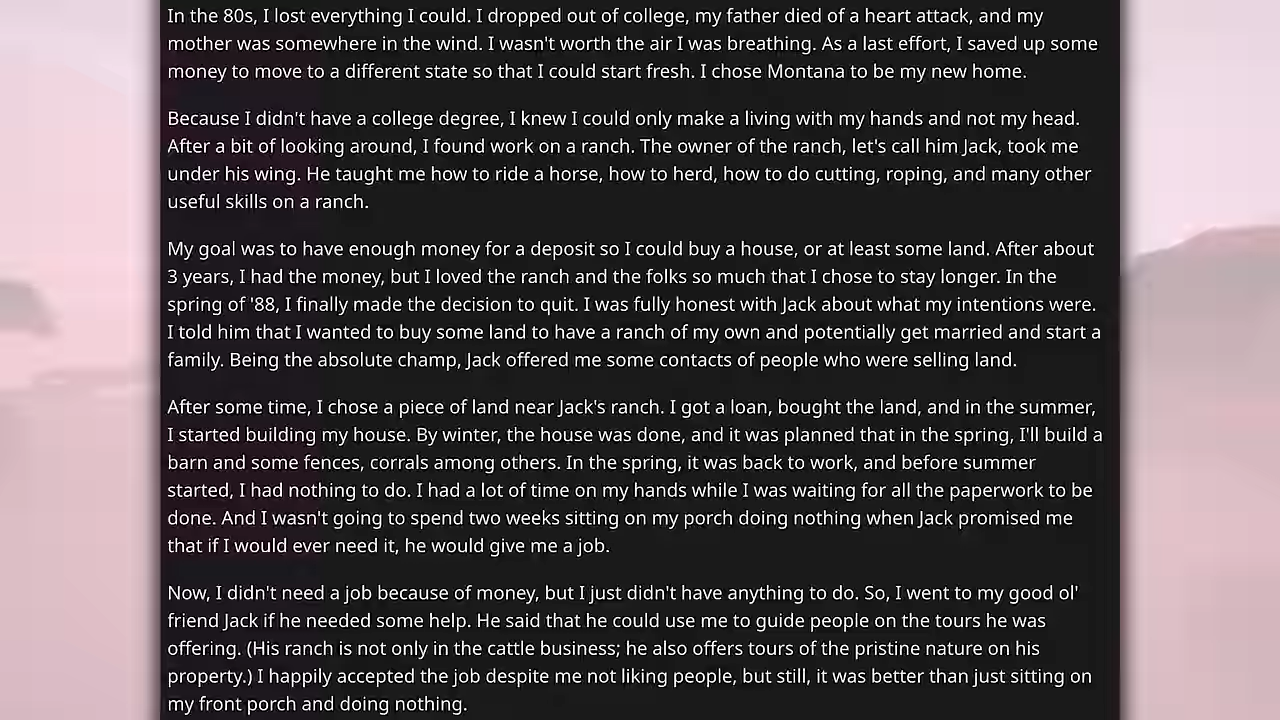 In the 80s, I lost everything I could. I dropped out of college, my father died of a heart attack, and my
mother was somewhere in the wind. I wasn't worth the air I was breathing. As a last effort, I saved up some
money to move to a different state so that I could start fresh. I chose Montana to be my new home.
Because I didn't have a college degree, I knew I could only make a living with my hands and not my head.
After a bit of looking around, I found work on a ranch. The owner of the ranch, let's call him Jack, took me
under his wing. He taught me how to ride a horse, how to herd, how to do cutting, roping, and many other
useful skills on a ranch.
My goal was to have enough money for a deposit so I could buy a house, or at least some land. After about
3 years, I had the money, but I loved the ranch and the folks so much that I chose to stay longer. In the
spring of '88, I finally made the decision to quit. I was fully honest with Jack about what my intentions were.
I told him that I wanted to buy some land to have a ranch of my own and potentially get married and start a
family. Being the absolute champ, Jack offered me some contacts of people who were selling land.
After some time, I chose a piece of land near Jack's ranch. I got a loan, bought the land, and in the summer,
I started building my house. By winter, the house was done, and it was planned that in the spring, I'll build a
barn and some fences, corrals among others. In the spring, it was back to work, and before summer
started, I had nothing to do. I had a lot of time on my hands while I was waiting for all the paperwork to be
done. And I wasn't going to spend two weeks sitting on my porch doing nothing when Jack promised me
that if I would ever need it, he would give me a job.
Now, I didn't need a job because of money, but I just didn't have anything to do. So, I went to my good ol'
friend Jack if he needed some help. He said that he could use me to guide people on the tours he was
offering. (His ranch is not only in the cattle business; he also offers tours of the pristine nature on his
property.) I happily accepted the job despite me not liking people, but still, it was better than just sitting on
my front porch and doing nothing.